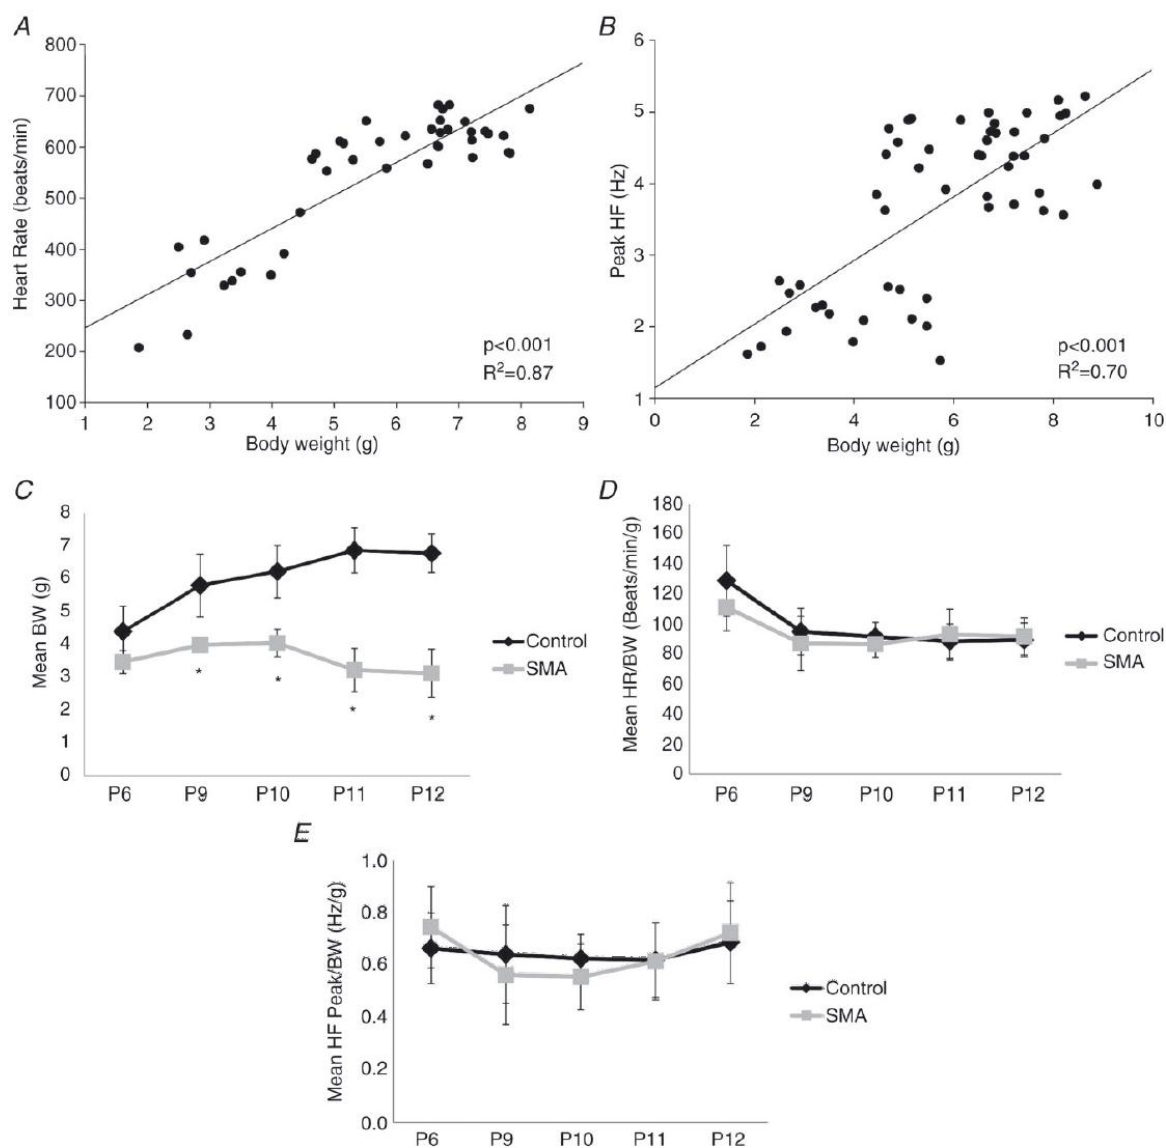 A
800
700
600
500
400
300
200
100
Heart Rate (beats/min)
p<0.001
R²=0.87
1 2 3 4 5 6 7 8 9
Body weight (g)
B
6
5
4
3
2
1
Peak HF (Hz)
p<0.001
R²=0.70
0 2 4 6 8 10
Body weight (g)
C
8
7
6
5
4
3
2
1
0
Mean BW (g)
* * * *
P6 P9 P10 P11 P12
Control
SMA
D
180
160
140
120
100
80
60
40
20
0
Mean HR/BW (Beats/min/g)
P6 P9 P10 P11 P12
Control
SMA
E
1.0
0.8
0.6
0.4
0.2
0.0
Mean HF Peak/BW (Hz/g)
P6 P9 P10 P11 P12
Control
SMA